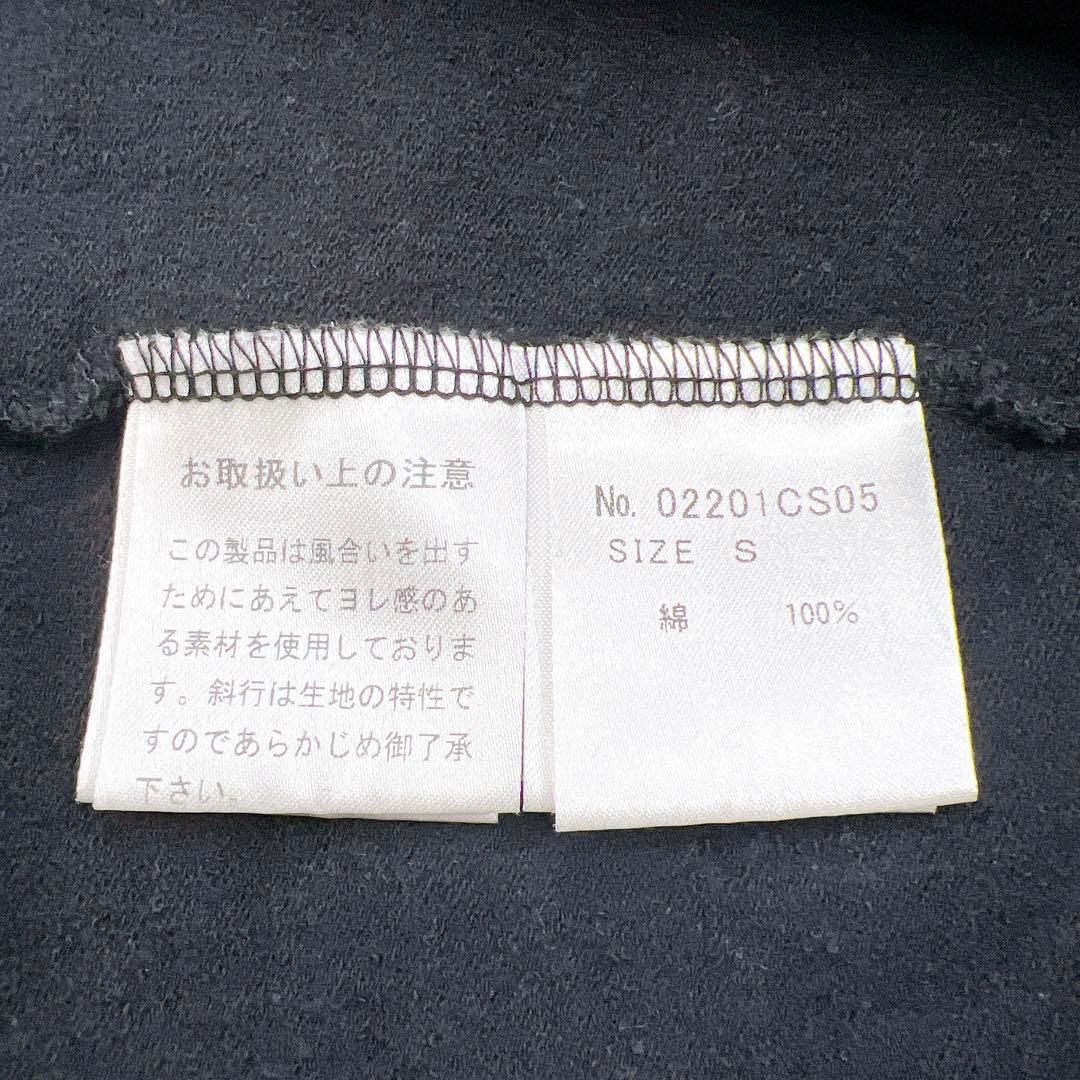 お取扱い上の注意
この製品は風合いを出す
ためにあえてヨレ感のあ
る素材を使用しておりま
す。斜行は生地の特性で
すのであらかじめ御了承
下さい。
No. 02201CS05
SIZE S
綿 100%